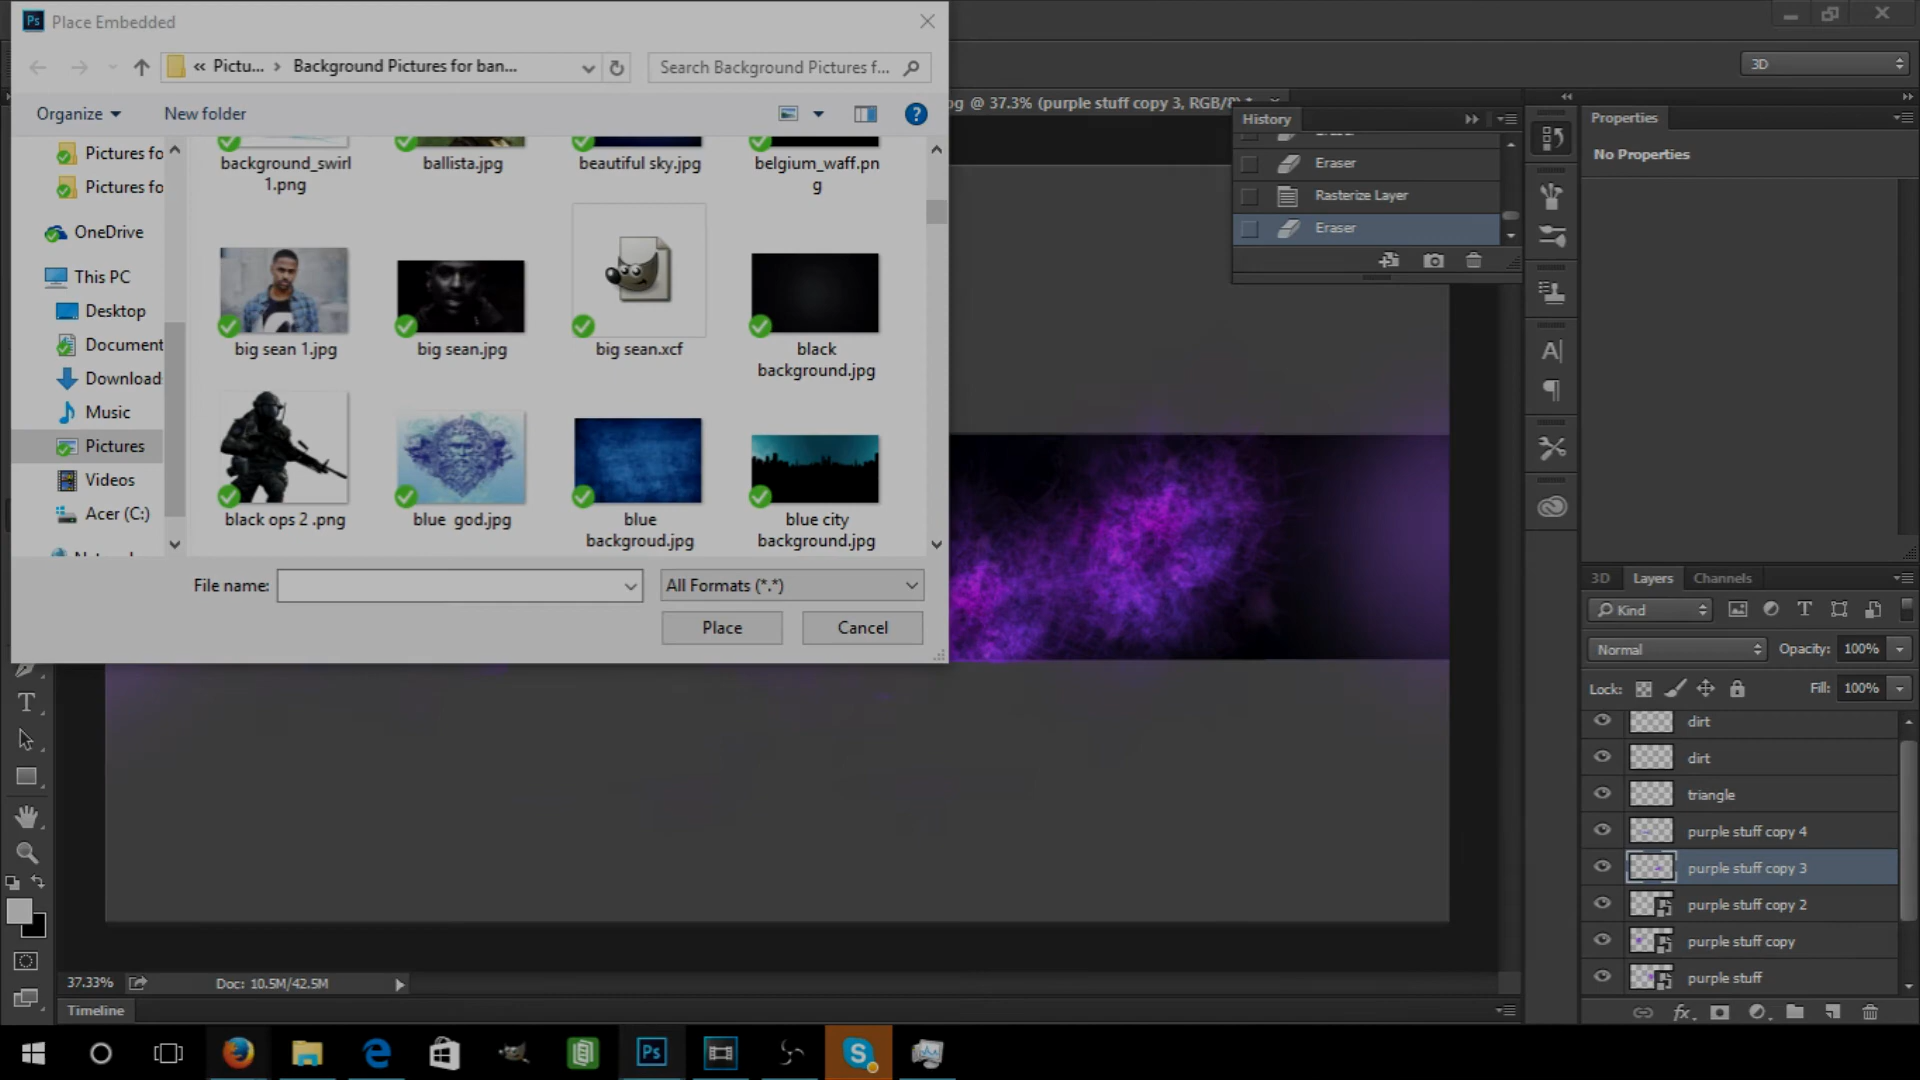 Ps Place Embedded
« Pictu... › Background Pictures for ban...
Search Background Pictures f...
3D
Organize
New folder
?
pg @ 37.3% (purple stuff copy 3, RGB/8) *
History
Properties
No Properties
Pictures fo
Pictures fo
OneDrive
This PC
Desktop
Document
Download
Music
Pictures
Videos
Acer (C:)
background_swirl
1.png
ballista.jpg
beautiful sky.jpg
belgium_waff.pn
g
big sean 1.jpg
big sean.jpg
big sean.xcf
black
background.jpg
black ops 2 .png
blue god.jpg
blue
backgroud.jpg
blue city
background.jpg
File name:
All Formats (*.*)
Place
Cancel
Eraser
Rasterize Layer
Eraser
3D
Layers
Channels
Kind
Normal
Opacity: 100%
Lock:
Fill: 100%
dirt
dirt
triangle
purple stuff copy 4
purple stuff copy 3
purple stuff copy 2
purple stuff copy
purple stuff
fx
37.33%
Doc: 10.5M/42.5M
Timeline
Ps
S